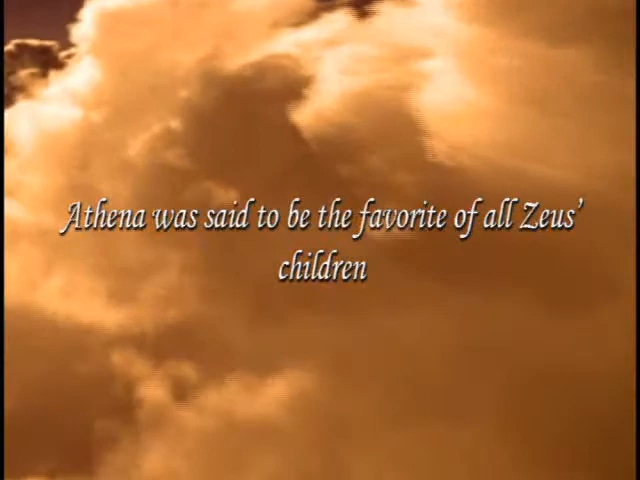 Athena was said to be the favorite of all Zeus’
children